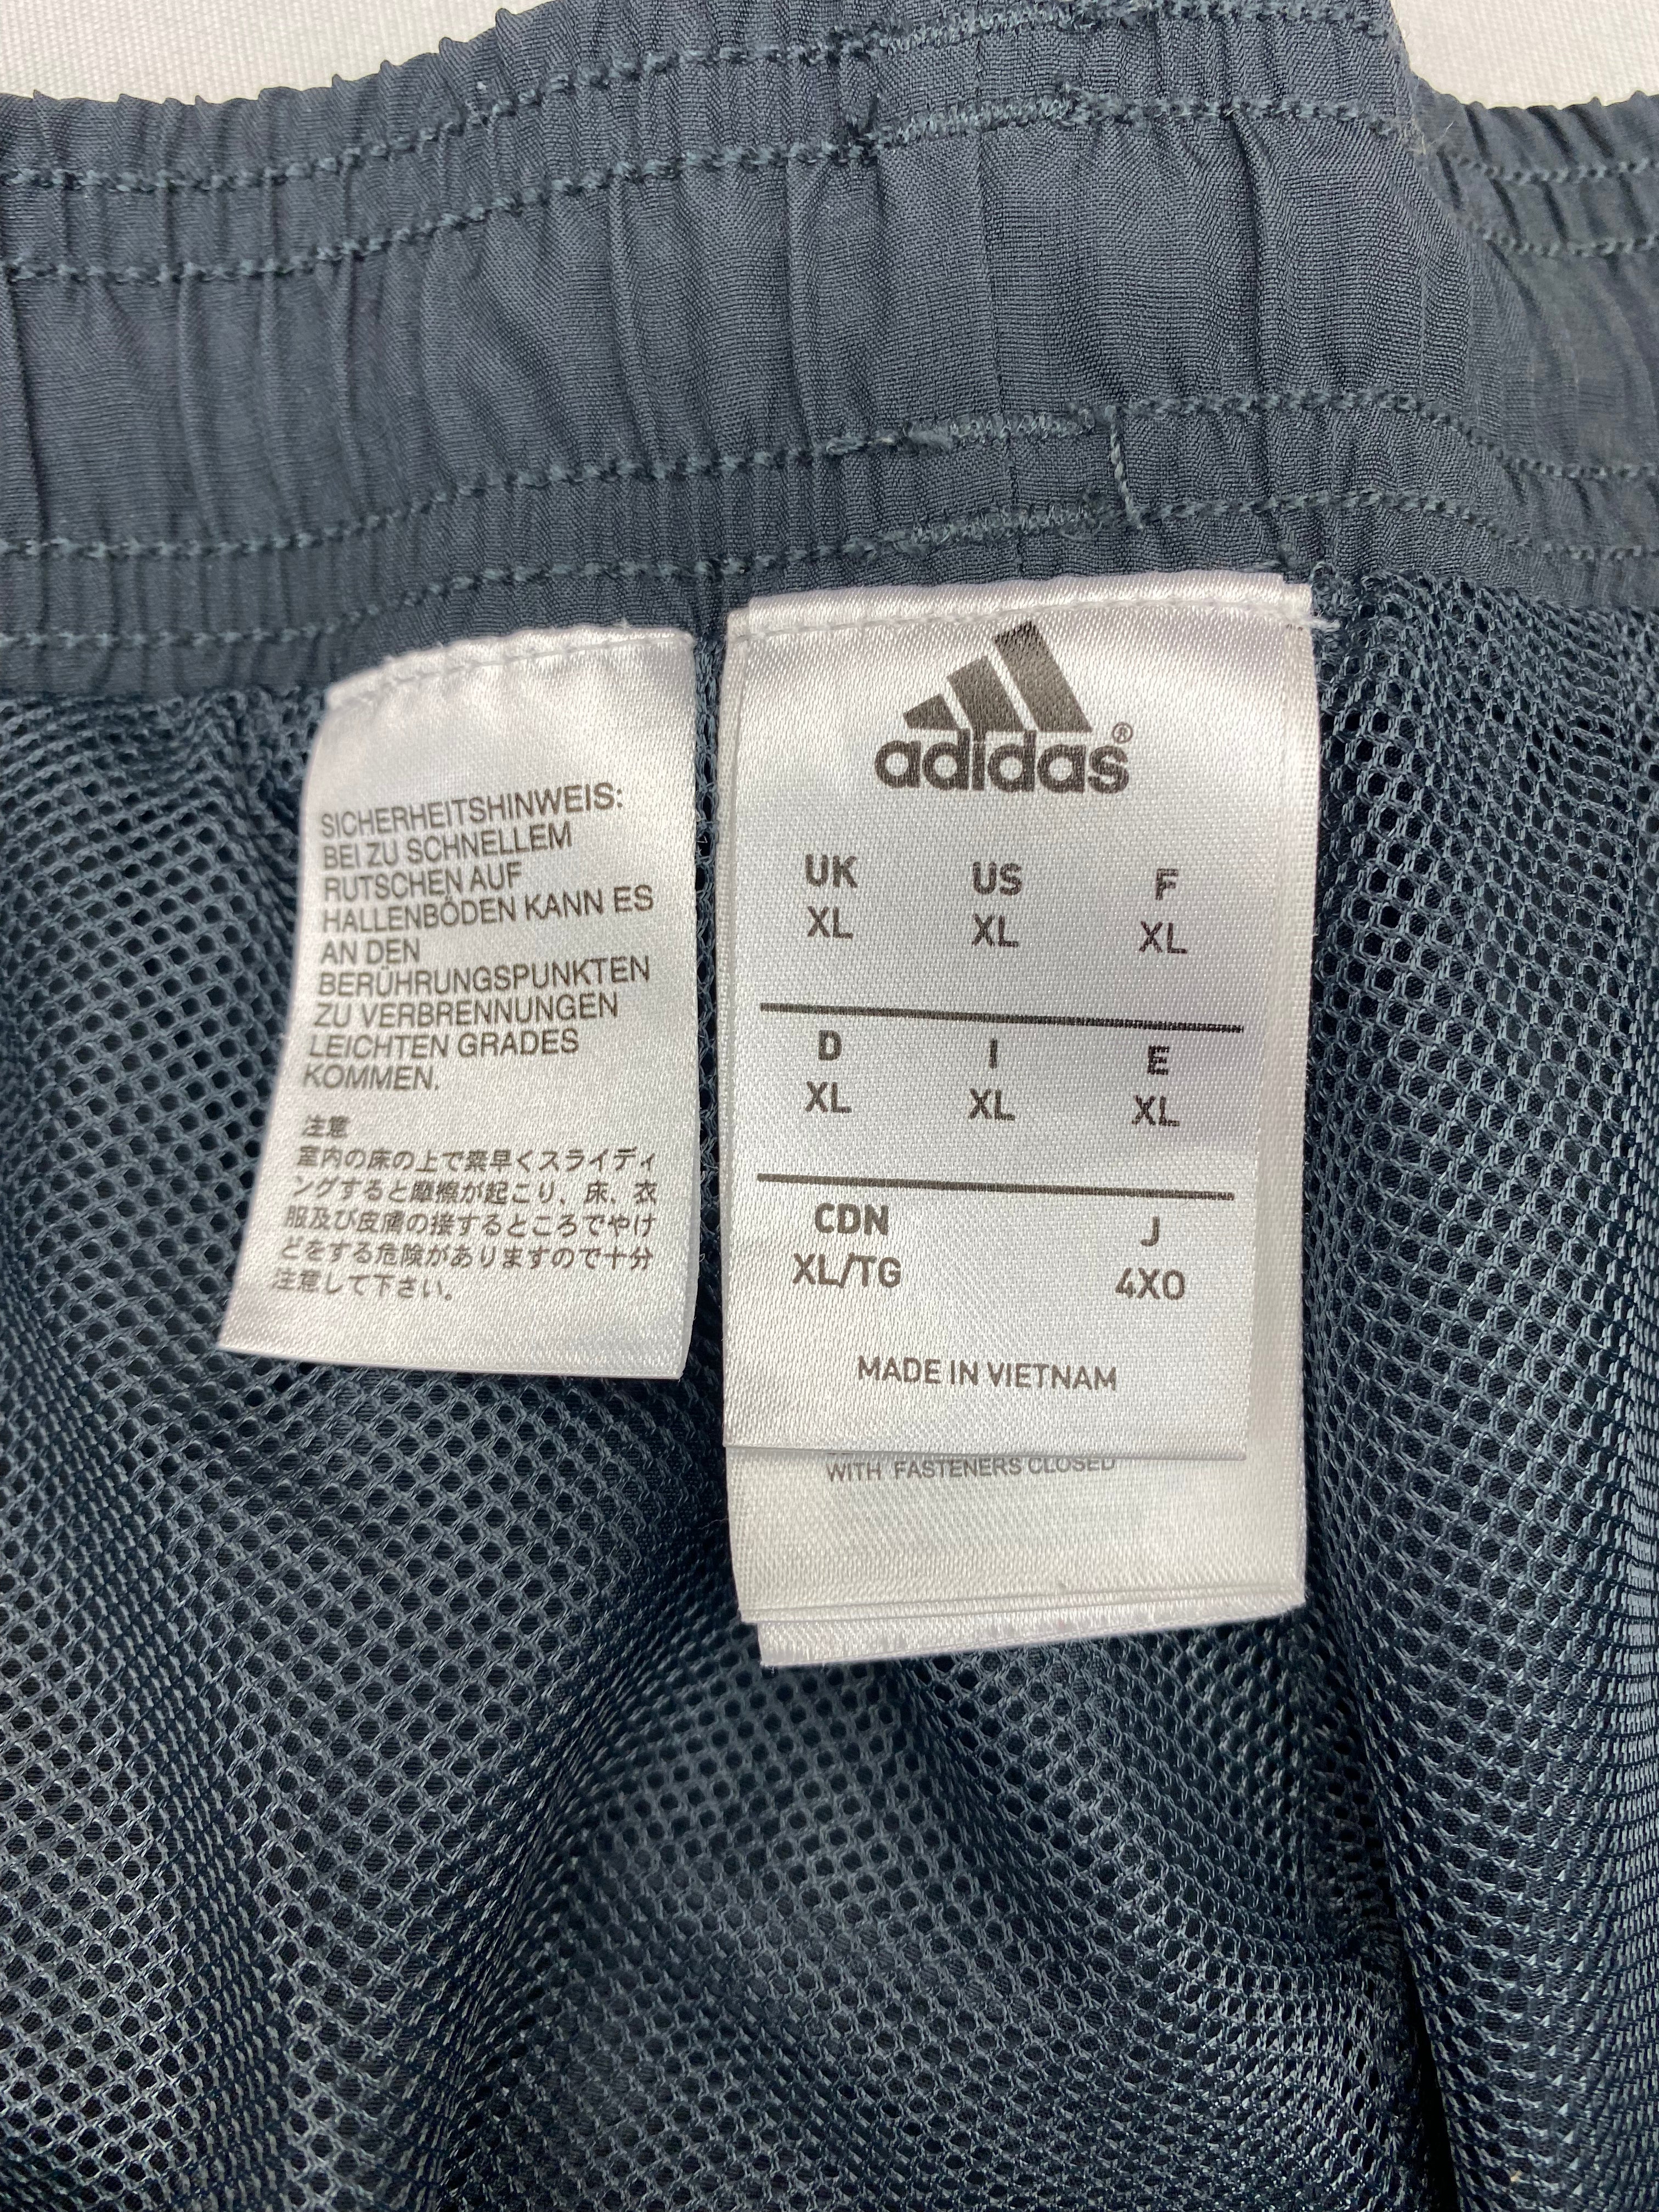 SICHERHEITSHINWEIS:
BEI ZU SCHNELLEM
RUTSCHEN AUF
HALLENBÖDEN KANN ES
AN DEN
BERÜHRUNGSPUNKTEN
ZU VERBRENNUNGEN
LEICHTEN GRADES
KOMMEN.
注意
室内の床の上で素早くスライディ
ングすると摩擦が起こり、床、衣
服及び皮膚の接するところでやけ
どをする危険がありますので十分
注意して下さい。
adidas®
UK US F
XL XL XL
D I E
XL XL XL
CDN J
XL/TG 4XO
MADE IN VIETNAM
WITH FASTENERS CLOSED